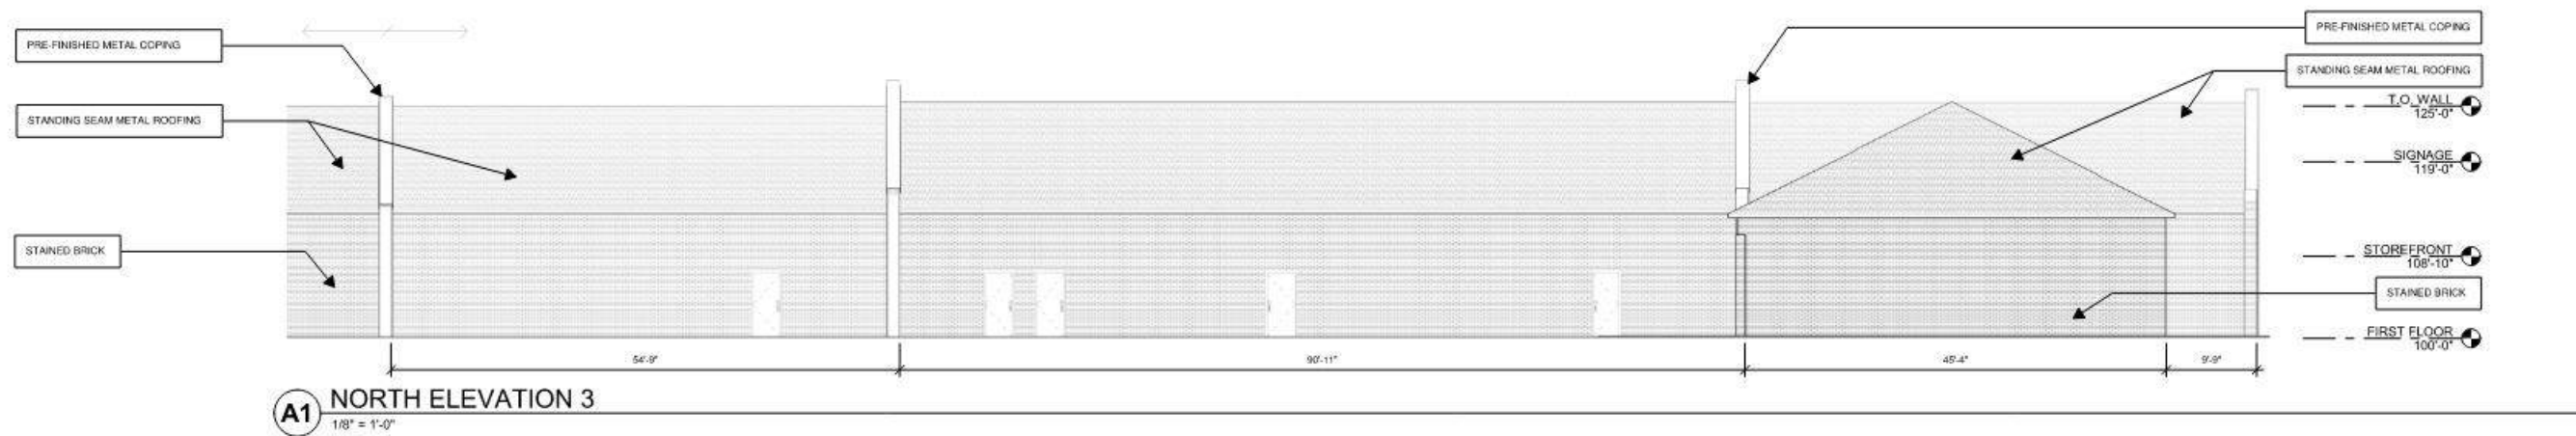 PRE-FINISHED METAL COPING
STANDING SEAM METAL ROOFING
STAINED BRICK
PRE-FINISHED METAL COPING
STANDING SEAM METAL ROOFING
T.O. WALL
125'-0"
SIGNAGE
119'-0"
STOREFRONT
108'-10"
STAINED BRICK
FIRST FLOOR
100'-0"
54'-9"
90'-11"
45'-4"
9'-9"
A1
NORTH ELEVATION 3
1/8" = 1'-0"